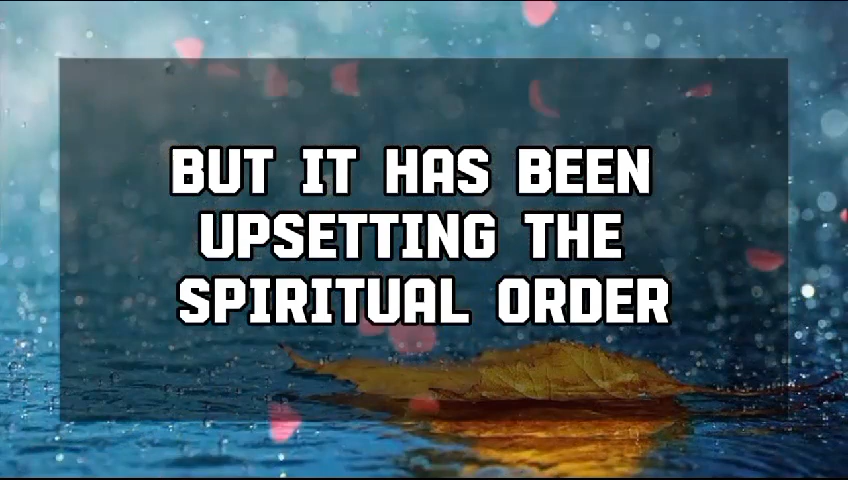 BUT IT HAS BEEN
UPSETTING THE
SPIRITUAL ORDER